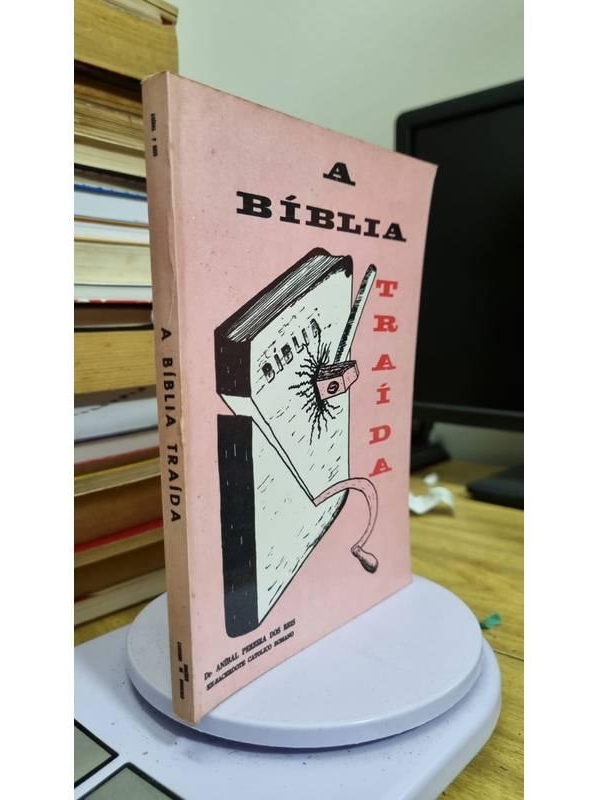 A
BÍBLIA
TRAÍDA
BÍBLIA
Dr ANÍBAL PEREIRA DOS REIS
EX-SACERDOTE CATÓLICO ROMANO
A BÍBLIA TRAÍDA